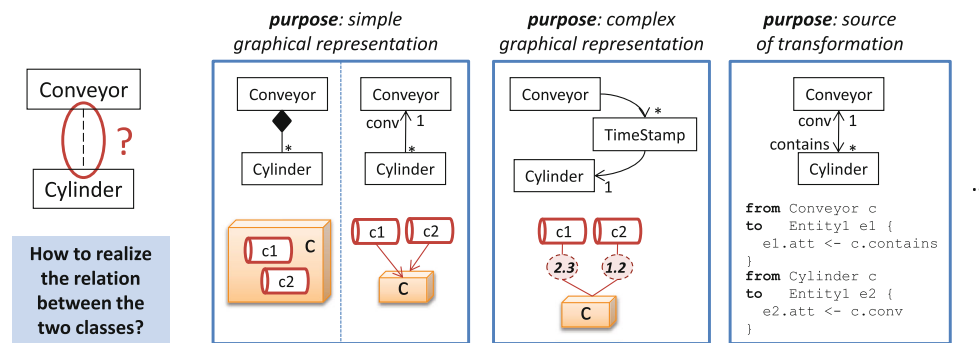 purpose: simple
graphical representation
purpose: complex
graphical representation
purpose: source
of transformation
Conveyor
?
Cylinder
How to realize
the relation
between the
two classes?
Conveyor
*
Cylinder
c1
C
c2
Conveyor
conv 1
*
Cylinder
c1 c2
C
Conveyor
*
TimeStamp
Cylinder
1
c1 c2
2.3 1.2
C
Conveyor
conv 1
contains *
Cylinder
from Conveyor c
to Entity1 e1 {
e1.att <- c.contains
}
from Cylinder c
to Entity1 e2 {
e2.att <- c.conv
}
.